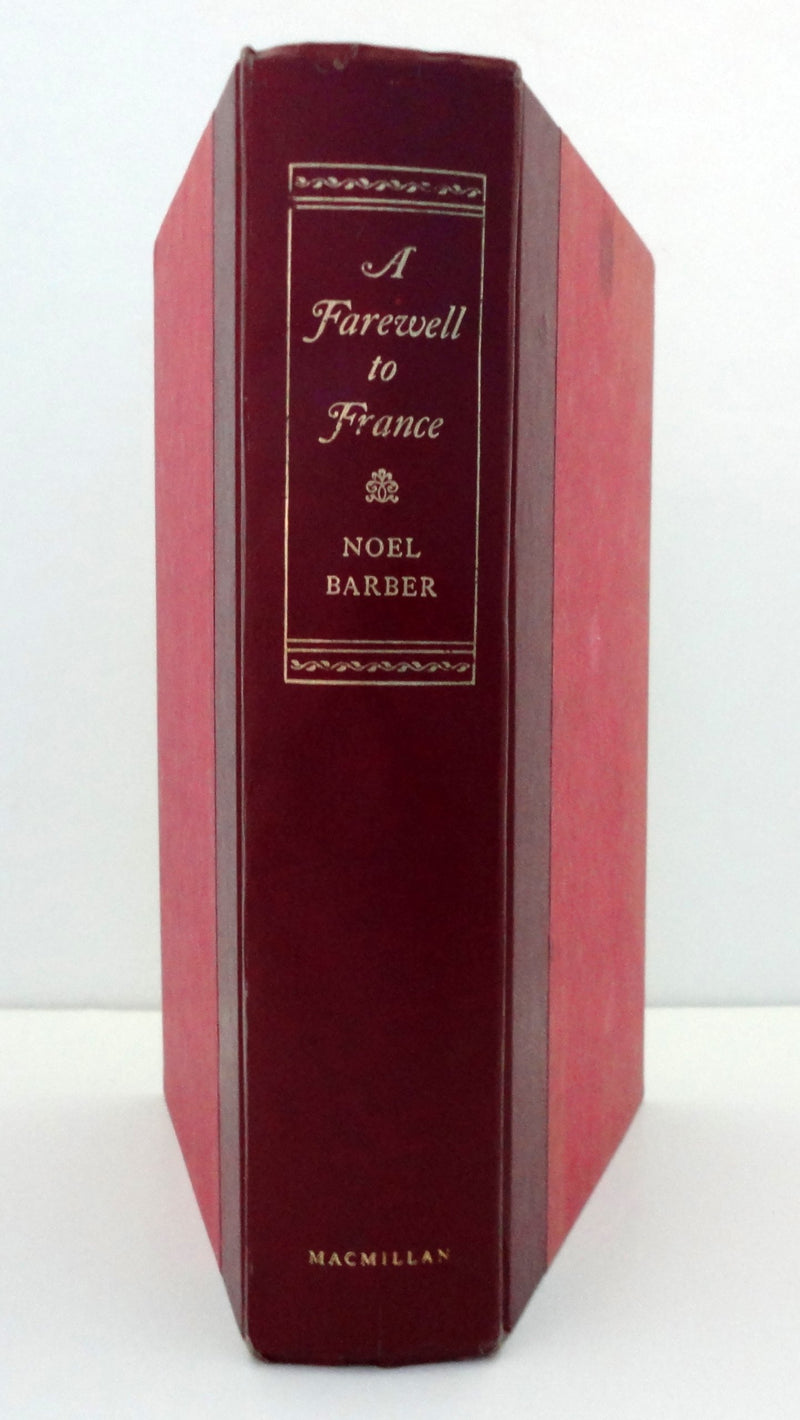 A
Farewell
to
France
NOEL
BARBER
MACMILLAN